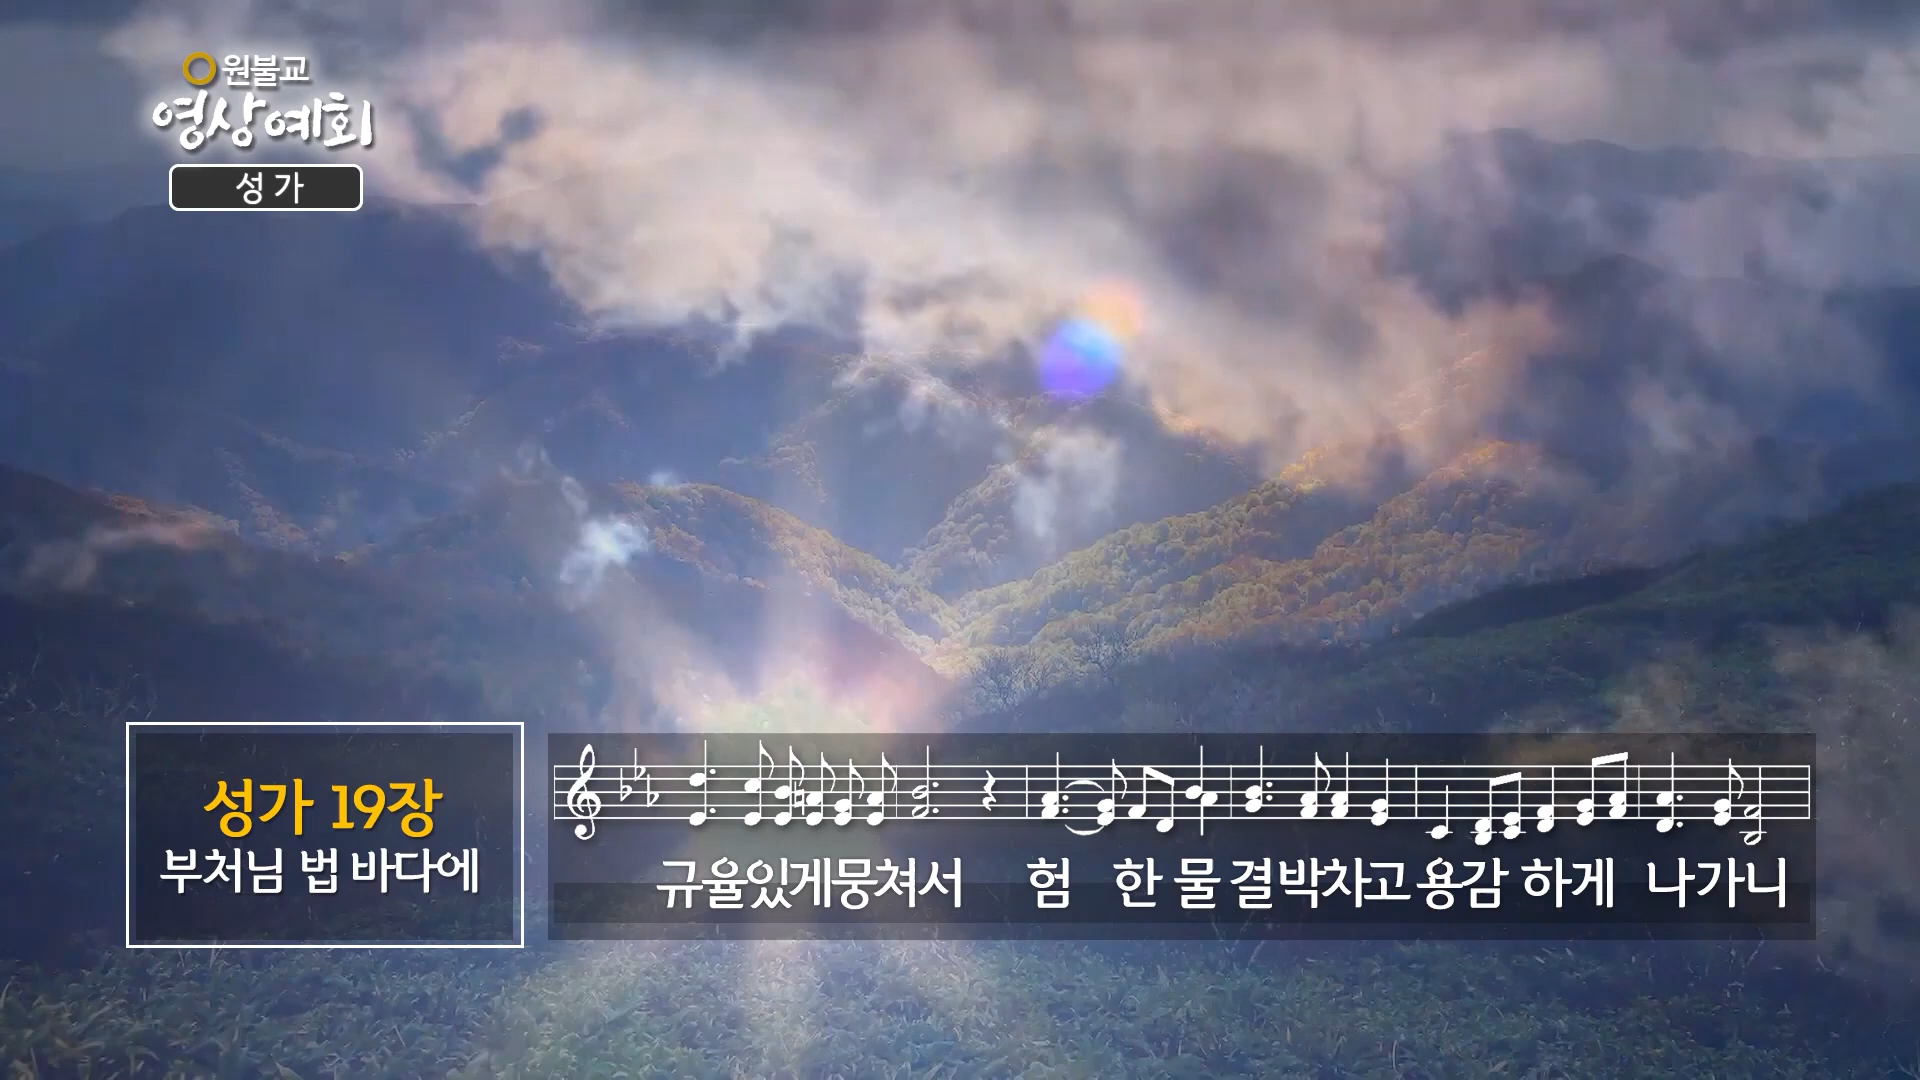 원불교
영상예회
성가
성가 19장
부처님 법 바다에
규율있게뭉쳐서 험 한 물 결박차고 용감 하게 나가니